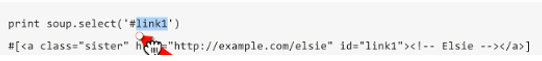 print soup.select('#link1')
#[<a class="sister" h="http://example.com/elsie" id="link1"><!-- Elsie --></a>]